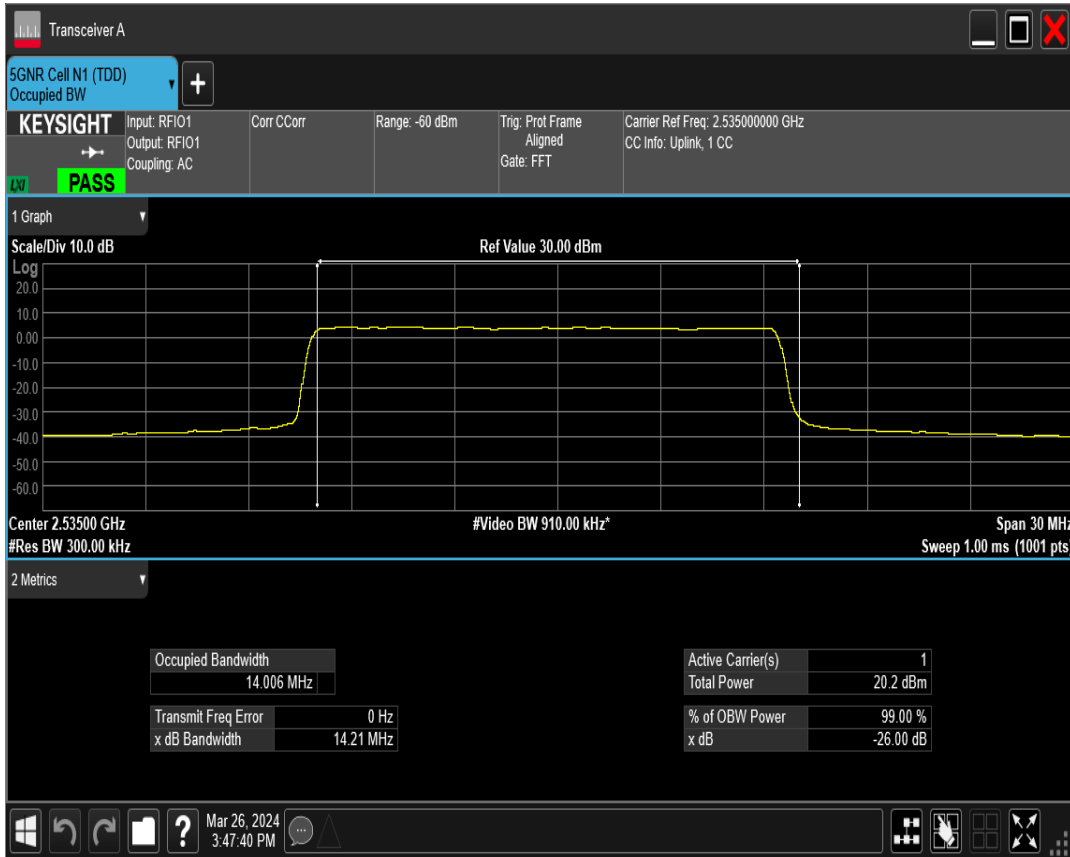 Transceiver A
5GNR Cell N1 (TDD)
Occupied BW
+
KEYSIGHT
LXI
PASS
Input: RFIO1
Output: RFIO1
Coupling: AC
Corr CCorr
Range: -60 dBm
Trig: Prot Frame
Aligned
Gate: FFT
Carrier Ref Freq: 2.535000000 GHz
CC Info: Uplink, 1 CC
1 Graph
Scale/Div 10.0 dB
Ref Value 30.00 dBm
Log
20.0
10.0
0.00
-10.0
-20.0
-30.0
-40.0
-50.0
-60.0
Center 2.53500 GHz
#Video BW 910.00 kHz*
Span 30 MHz
#Res BW 300.00 kHz
Sweep 1.00 ms (1001 pts)
2 Metrics
Occupied Bandwidth
14.006 MHz
Transmit Freq Error 0 Hz
x dB Bandwidth 14.21 MHz
Active Carrier(s) 1
Total Power 20.2 dBm
% of OBW Power 99.00 %
x dB -26.00 dB
?
Mar 26, 2024
3:47:40 PM